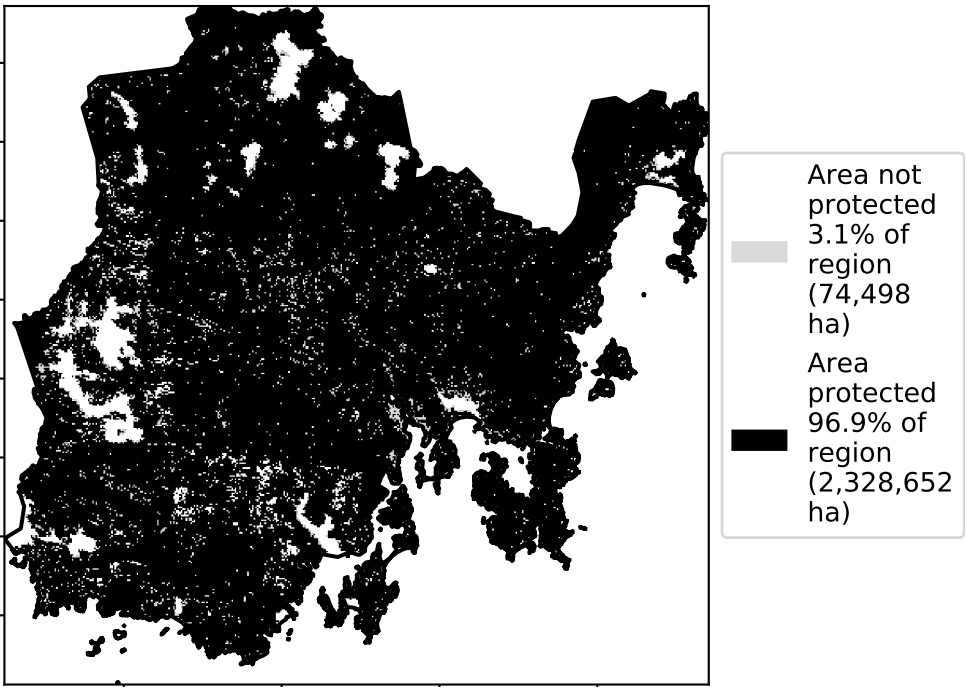 Area not
protected
3.1% of
region
(74,498
ha)
Area
protected
96.9% of
region
(2,328,652
ha)